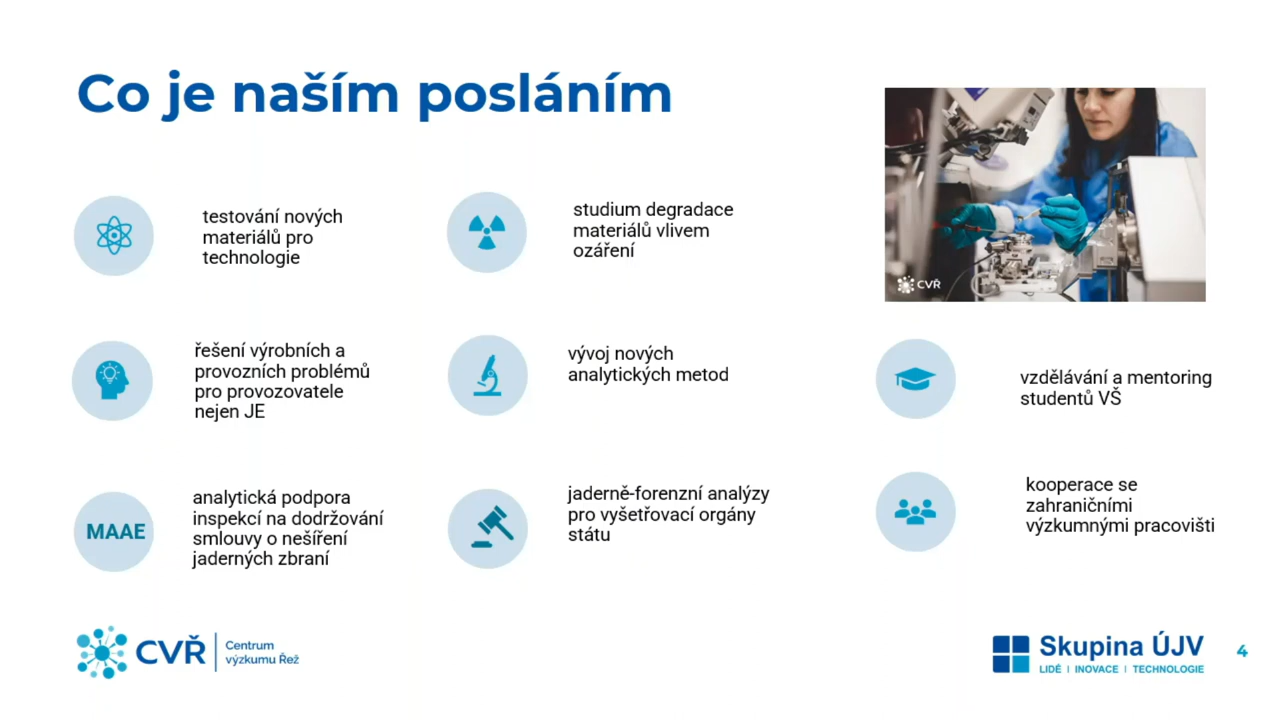 Co je naším posláním
testování nových
materiálů pro
technologie
studium degradace
materiálů vlivem
ozáření
CVŘ
řešení výrobních a
provozních problémů
pro provozovatele
nejen JE
vývoj nových
analytických metod
vzdělávání a mentoring
studentů VŠ
MAAE
analytická podpora
inspekcí na dodržování
smlouvy o nešíření
jaderných zbraní
jaderně-forenzní analýzy
pro vyšetřovací orgány
státu
kooperace se
zahraničními
výzkumnými pracovišti
CVŘ
Centrum
výzkumu Řež
Skupina ÚJV
LIDÉ | INOVACE | TECHNOLOGIE
4